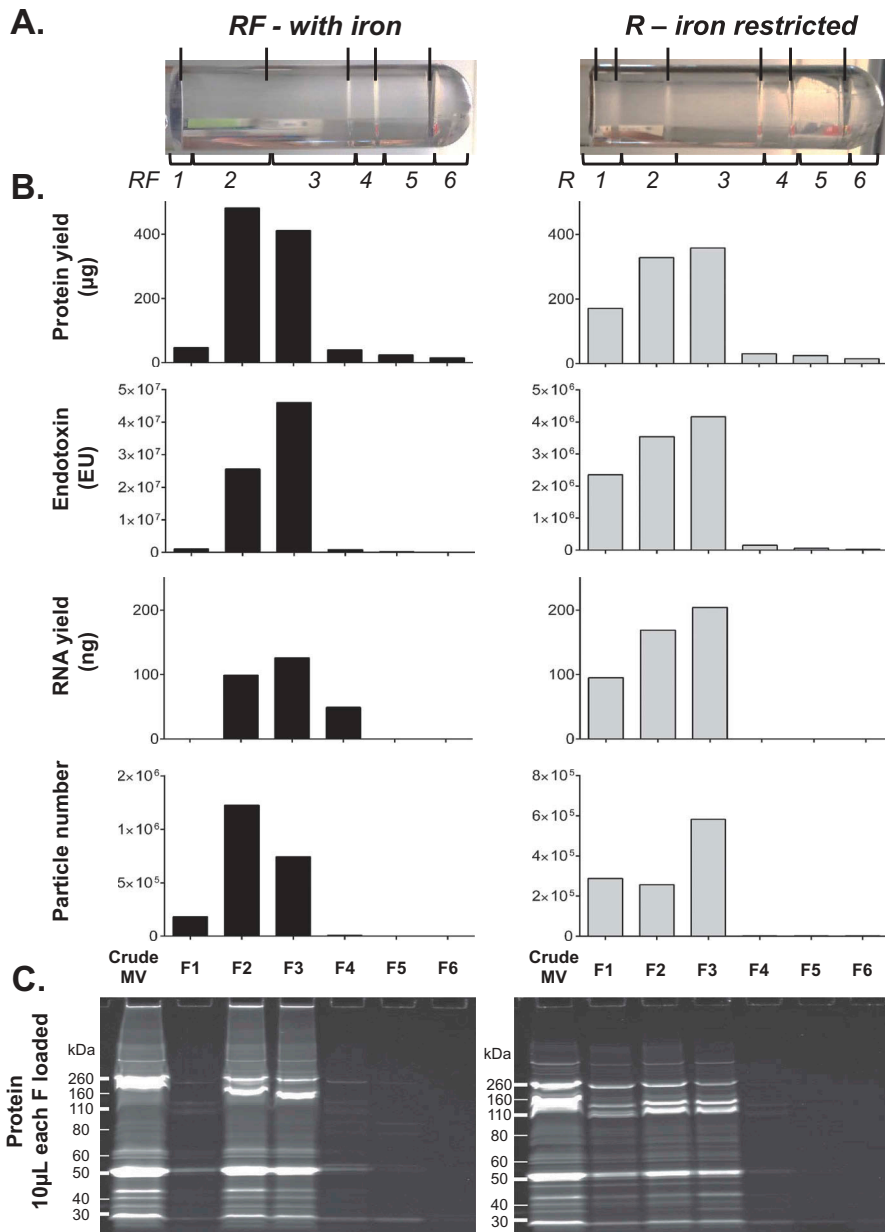 A.
RF - with iron
R – iron restricted
RF 1 2 3 4 5 6
R 1 2 3 4 5 6
B.
Protein yield
(µg)
400
200
0
400
200
0
Endotoxin
(EU)
5×10⁷
4×10⁷
3×10⁷
2×10⁷
1×10⁷
0
5×10⁶
4×10⁶
3×10⁶
2×10⁶
1×10⁶
0
RNA yield
(ng)
200
100
0
200
100
0
Particle number
2×10⁶
1×10⁶
5×10⁵
0
8×10⁵
6×10⁵
4×10⁵
2×10⁵
0
Crude MV F1 F2 F3 F4 F5 F6
Crude MV F1 F2 F3 F4 F5 F6
C.
Protein
10µL each F loaded
kDa
260
160
110
80
60
50
40
30
kDa
260
160
110
80
60
50
40
30